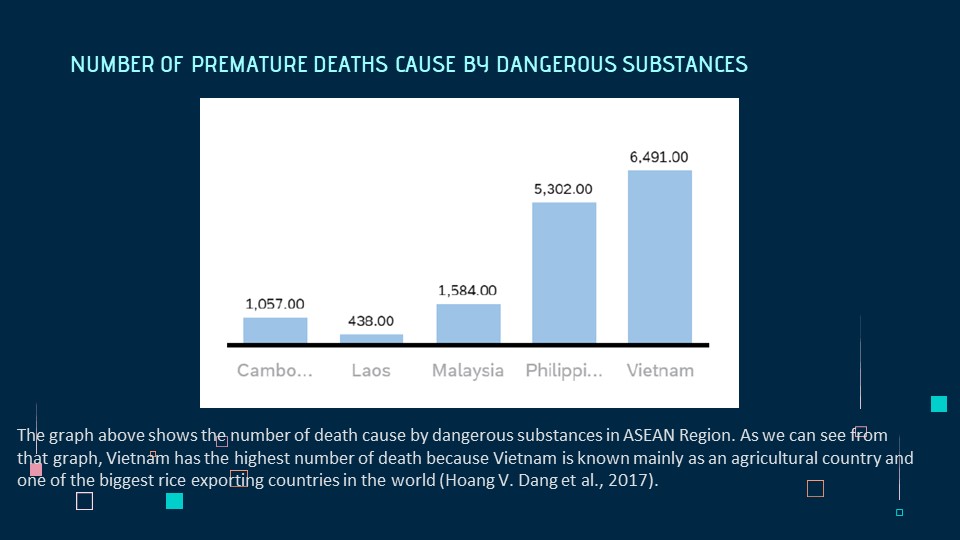 NUMBER OF PREMATURE DEATHS CAUSE BY DANGEROUS SUBSTANCES
6,491.00
5,302.00
1,584.00
1,057.00
438.00
Cambo... Laos Malaysia Philippi... Vietnam
The graph above shows the number of death cause by dangerous substances in ASEAN Region. As we can see from
that graph, Vietnam has the highest number of death because Vietnam is known mainly as an agricultural country and
one of the biggest rice exporting countries in the world (Hoang V. Dang et al., 2017).